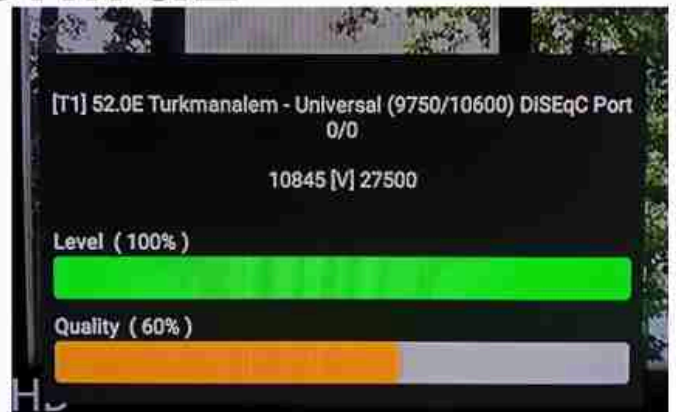 [T1] 52.0E Turkmanalem - Universal (9750/10600) DiSEqC Port
0/0
10845 [V] 27500
Level ( 100% )
Quality ( 60% )